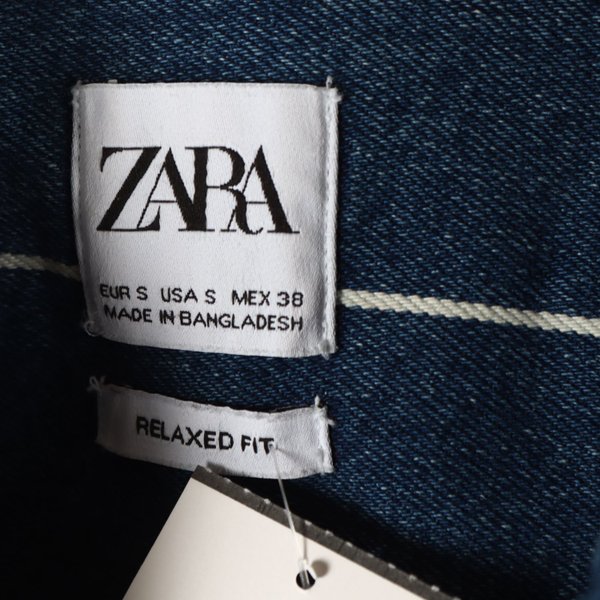 ZARA
EUR S USA S MEX 38
MADE IN BANGLADESH
RELAXED FIT